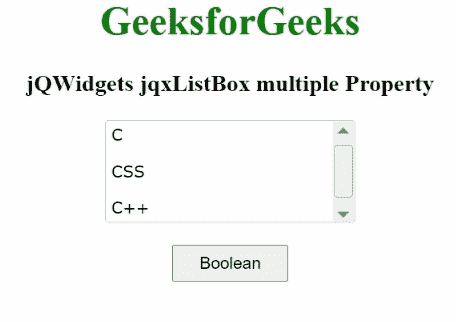 GeeksforGeeks
jQWidgets jqxListBox multiple Property
C
CSS
C++
Boolean